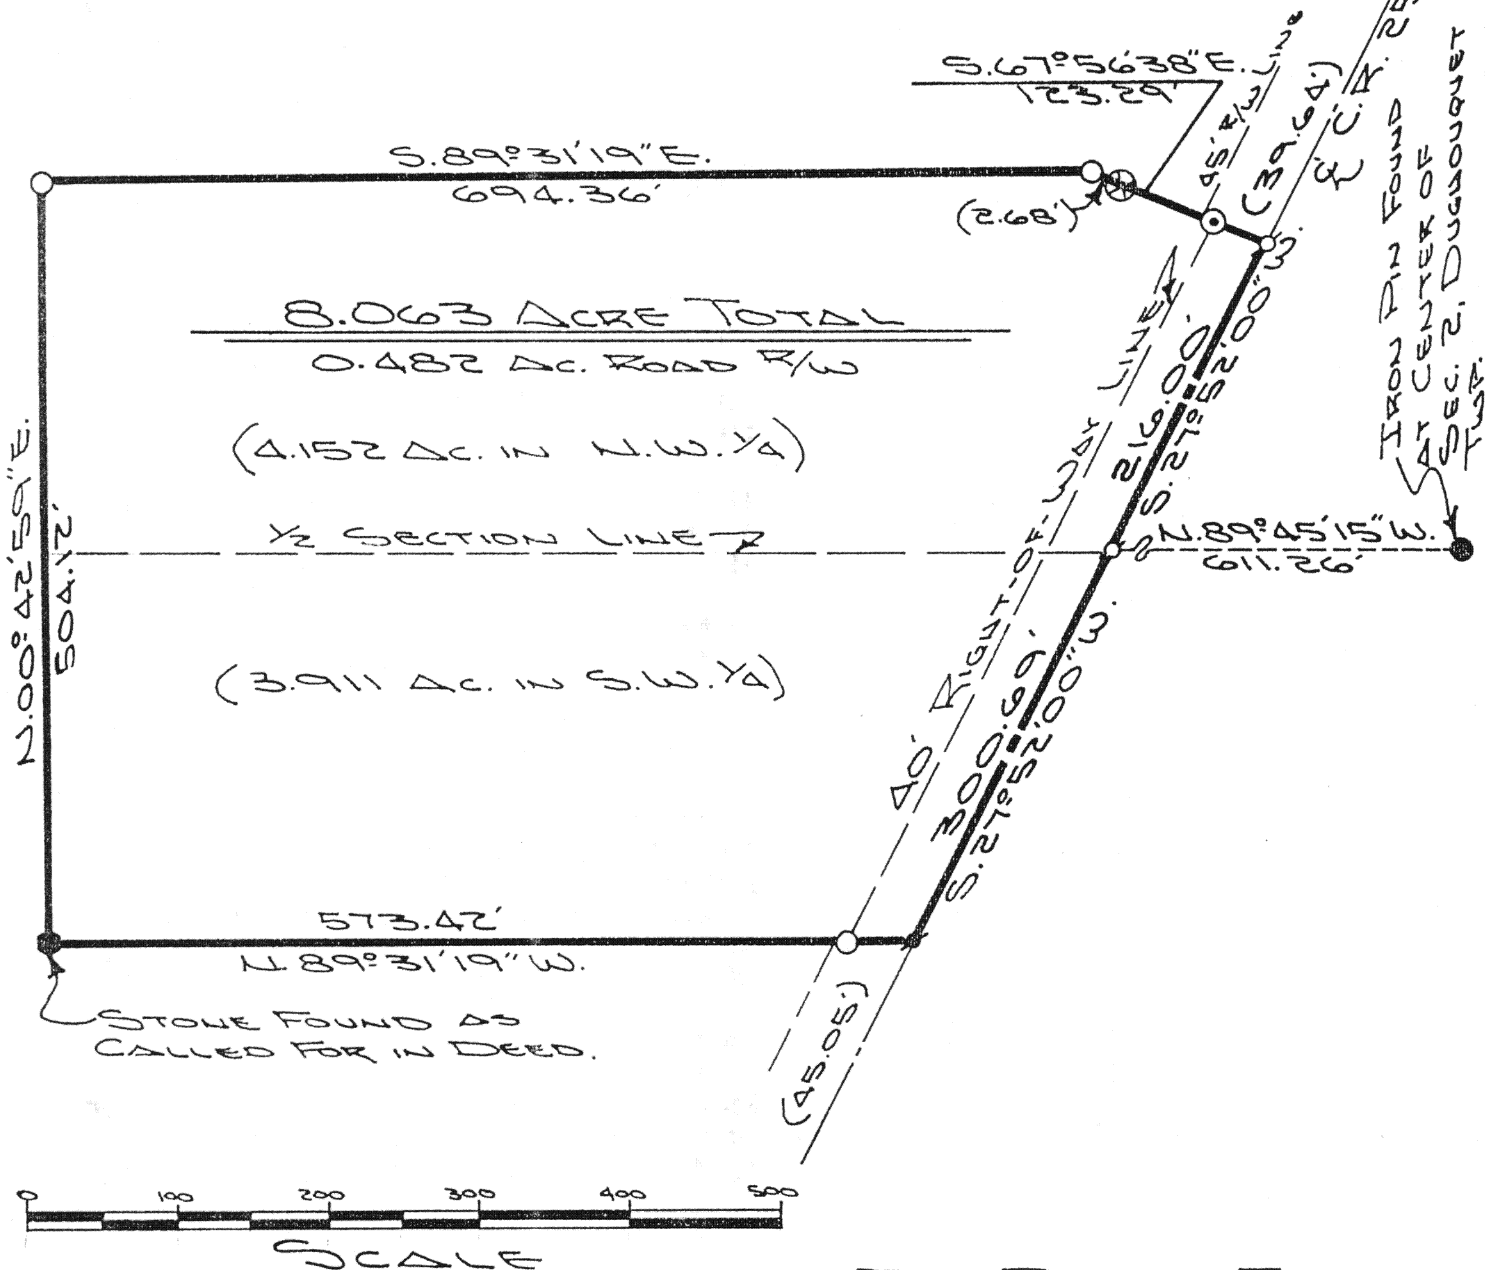 S.67°56'38"E.
123.29'
45' R/W LINE
(39.64')
℄ C.R. 25
S.89°31'19"E.
694.36'
(2.68')
IRON PIN FOUND
AT CENTER OF
SEC. 2, DUCHOUQUET
TWP.
8.063 ACRE TOTAL
0.482 AC. ROAD R/W
(4.152 AC. IN N.W. 1/4)
1/2 SECTION LINE
(3.911 AC. IN S.W. 1/4)
N.00°42'59"E.
504.12'
40' RIGHT-OF-WAY LINE
216.00'
S.27°52'00"W.
N.89°45'15"W.
611.26'
300.69'
S.27°52'00"W.
573.42'
N.89°31'19"W.
(45.05')
STONE FOUND AS
CALLED FOR IN DEED.
0 100 200 300 400 500
SCALE